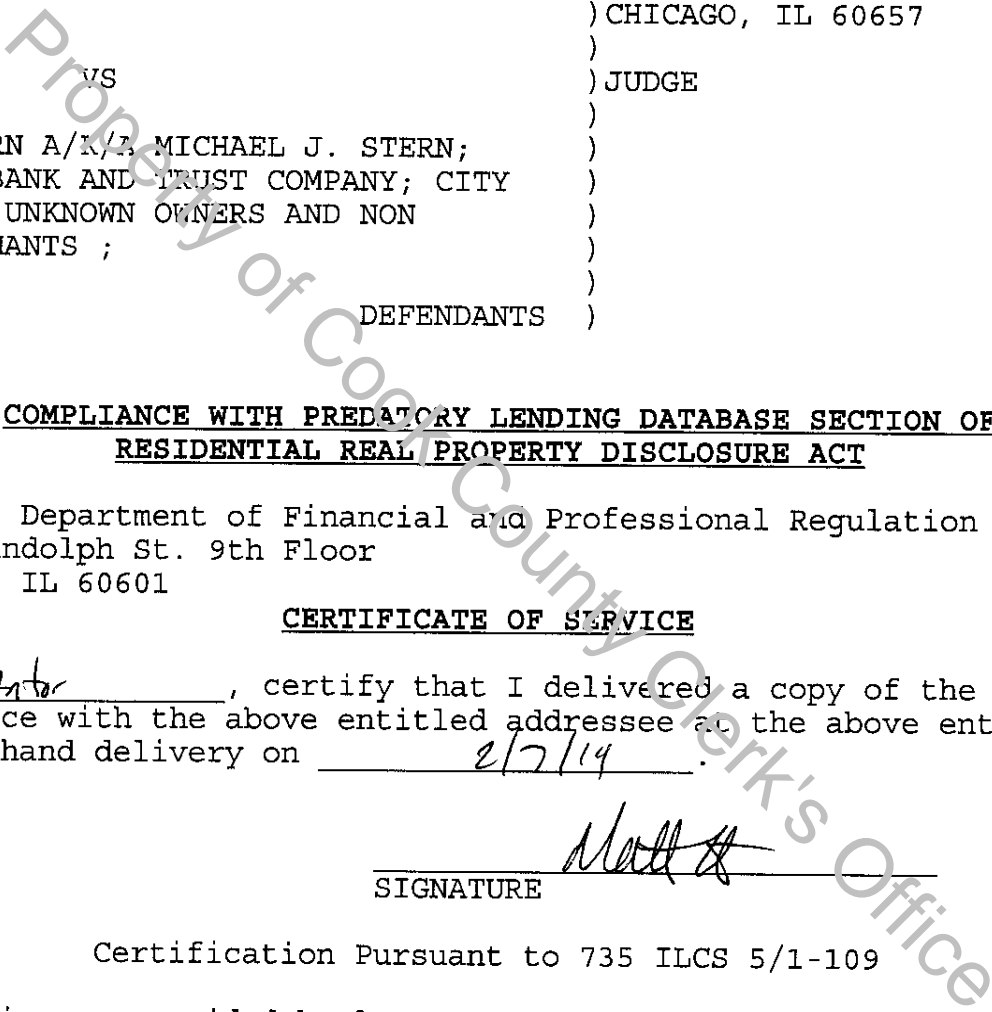 )CHICAGO, IL 60657
)
VS )JUDGE
)
RN A/K/A MICHAEL J. STERN; )
BANK AND TRUST COMPANY; CITY )
UNKNOWN OWNERS AND NON )
MANTS ; )
)
DEFENDANTS )
COMPLIANCE WITH PREDATORY LENDING DATABASE SECTION OF
RESIDENTIAL REAL PROPERTY DISCLOSURE ACT
Department of Financial and Professional Regulation
ndolph St. 9th Floor
IL 60601
CERTIFICATE OF SERVICE
, certify that I delivered a copy of the
ce with the above entitled addressee at the above ent
hand delivery on 2/7/14.
SIGNATURE
Certification Pursuant to 735 ILCS 5/1-109
Property of Cook County Clerk's Office